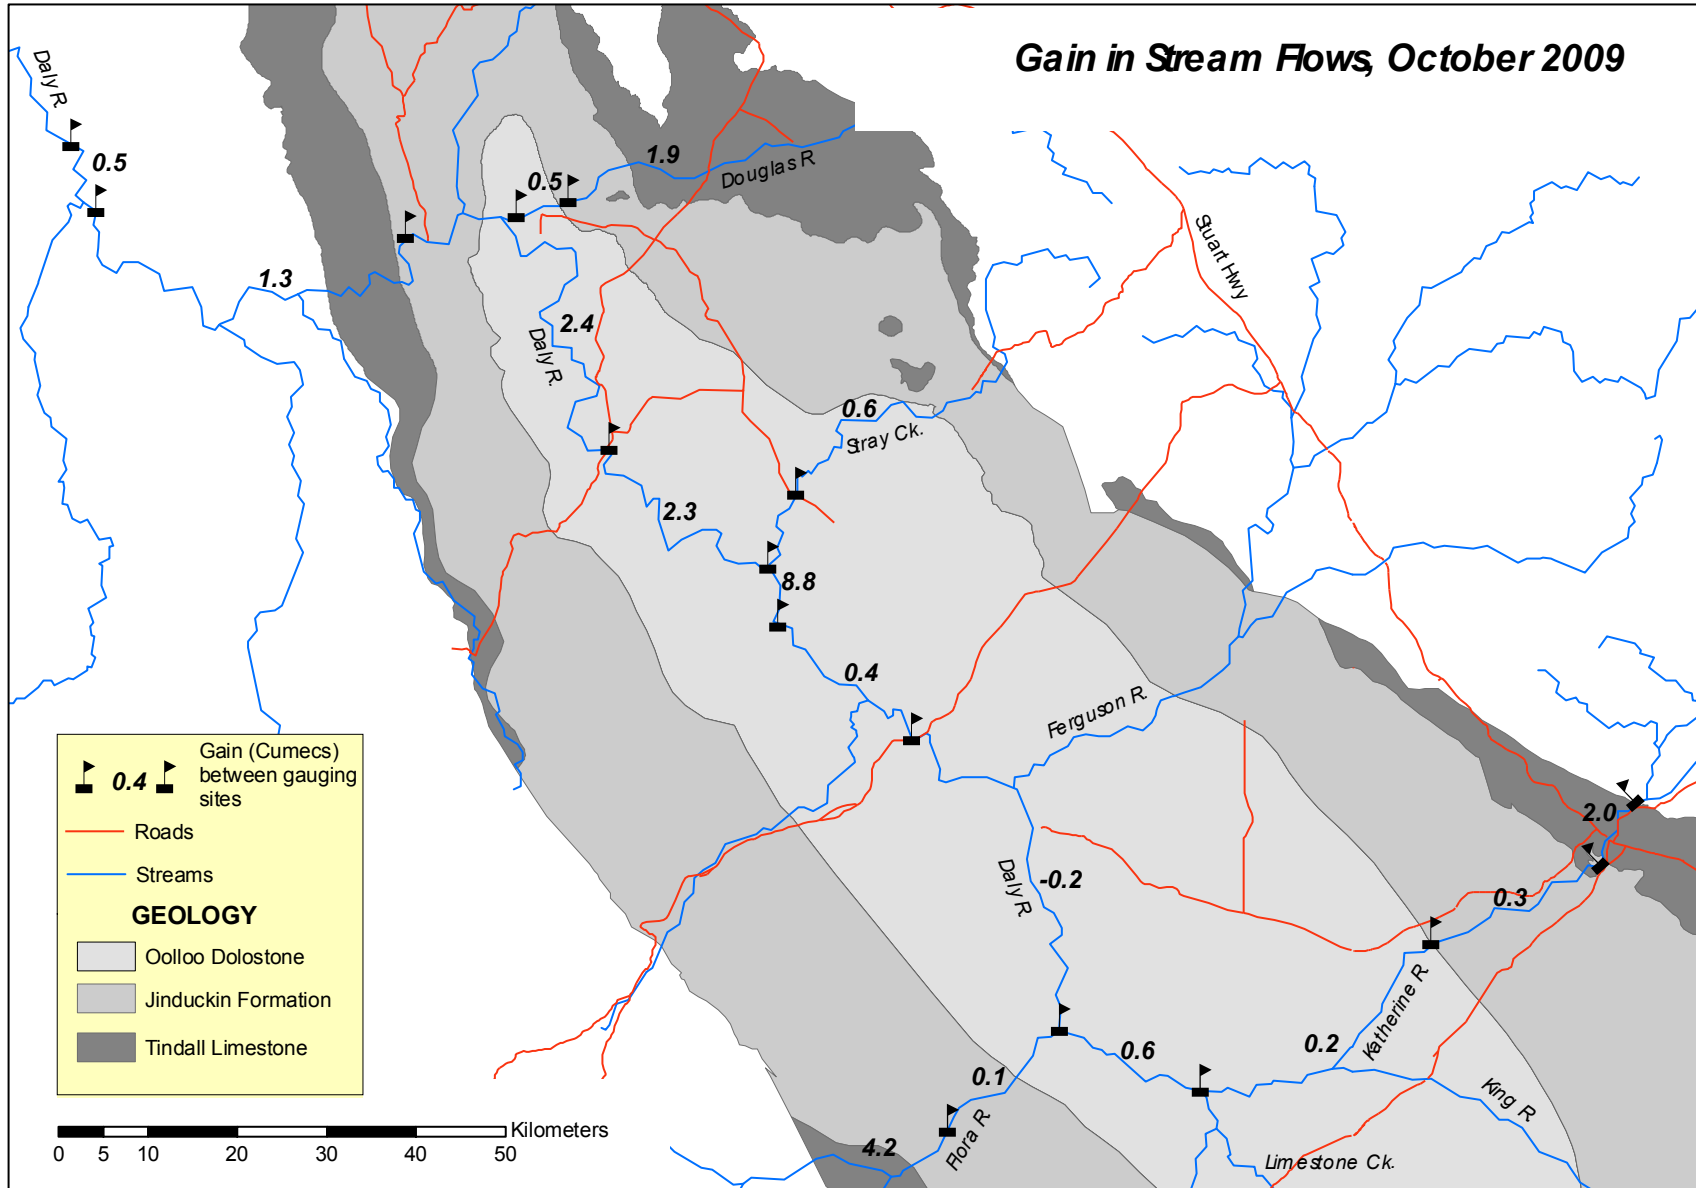 Gain in Stream Flows, October 2009
Daly R.
0.5
1.9
Douglas R
0.5
1.3
Stuart Hwy
2.4
Daly R.
0.6
Stray Ck.
2.3
8.8
0.4
Ferguson R.
Daly R.
-0.2
2.0
0.3
Katherine R
0.2
0.6
0.1
King R
Flora R
4.2
Limestone Ck.
0.4
Gain (Cumecs)
between gauging
sites
Roads
Streams
GEOLOGY
Oolloo Dolostone
Jinduckin Formation
Tindall Limestone
Kilometers
0 5 10 20 30 40 50